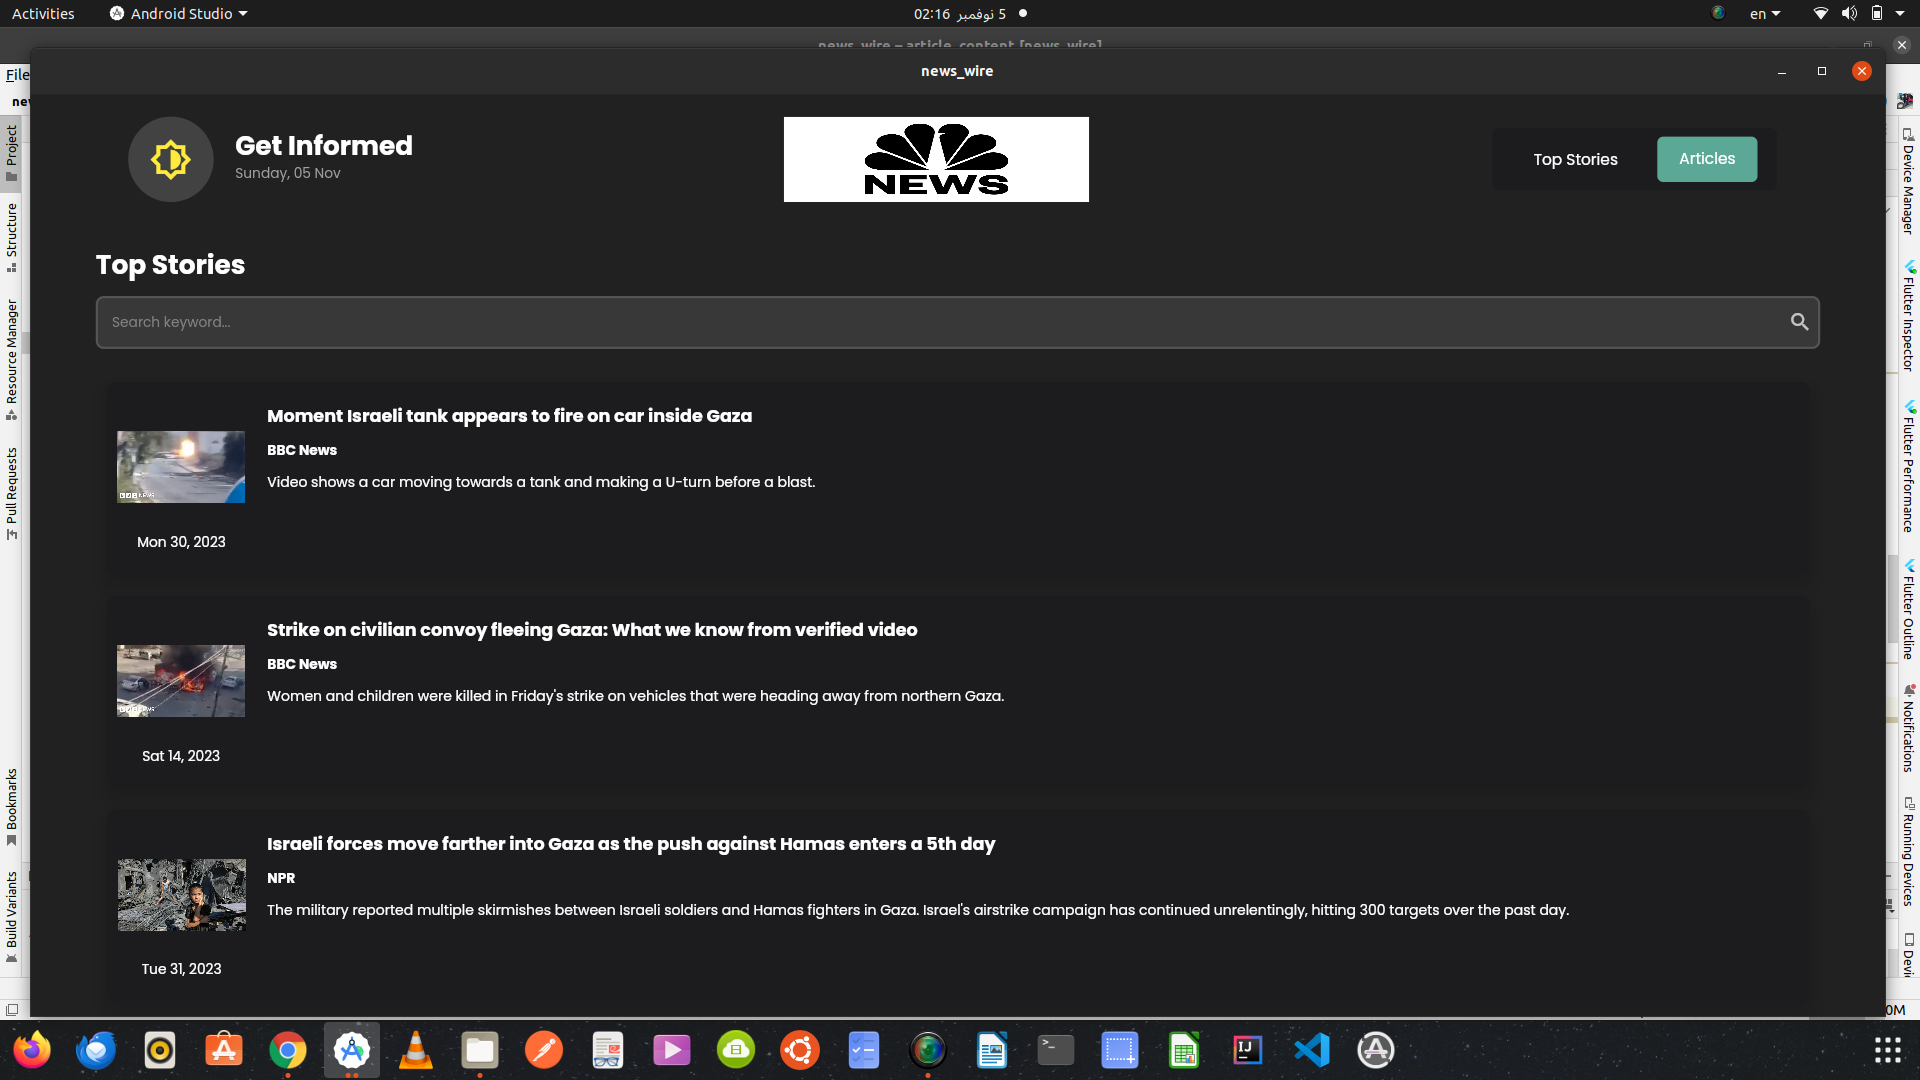 Activities
Android Studio
5 نوفمبر 02:16
en
news_wire – article_content [news_wire]
File
news_wire
Get Informed
Sunday, 05 Nov
NEWS
Top Stories
Articles
Top Stories
Search keyword...
Moment Israeli tank appears to fire on car inside Gaza
BBC News
Video shows a car moving towards a tank and making a U-turn before a blast.
Mon 30, 2023
Strike on civilian convoy fleeing Gaza: What we know from verified video
BBC News
Women and children were killed in Friday's strike on vehicles that were heading away from northern Gaza.
Sat 14, 2023
Israeli forces move farther into Gaza as the push against Hamas enters a 5th day
NPR
The military reported multiple skirmishes between Israeli soldiers and Hamas fighters in Gaza. Israel's airstrike campaign has continued unrelentingly, hitting 300 targets over the past day.
Tue 31, 2023
Project
Structure
Resource Manager
Pull Requests
Bookmarks
Build Variants
Device Manager
Flutter Inspector
Flutter Performance
Flutter Outline
Notifications
Running Devices